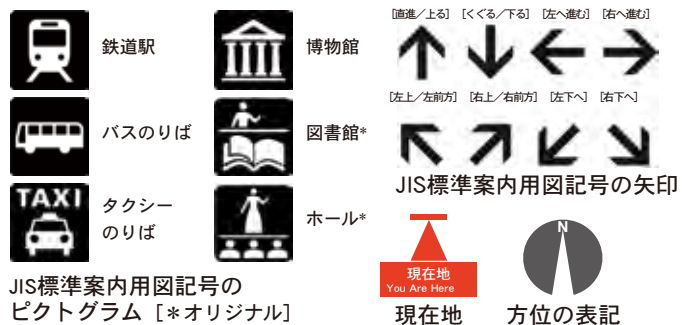 鉄道駅
バスのりば
TAXI
タクシー
のりば
博物館
図書館*
ホール*
JIS標準案内用図記号の
ピクトグラム [*オリジナル]
[直進/上る] [くぐる/下る] [左へ進む] [右へ進む]
[左上/左前方] [右上/右前方] [左下へ] [右下へ]
JIS標準案内用図記号の矢印
現在地
You Are Here
現在地
N
方位の表記